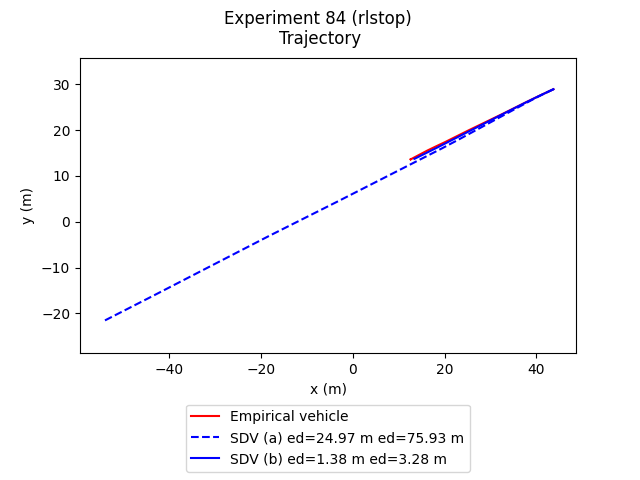 Experiment 84 (rlstop)
Trajectory
30
20
10
0
−10
−20
y (m)
−40
−20
0
20
40
x (m)
Empirical vehicle
SDV (a) ed=24.97 m ed=75.93 m
SDV (b) ed=1.38 m ed=3.28 m